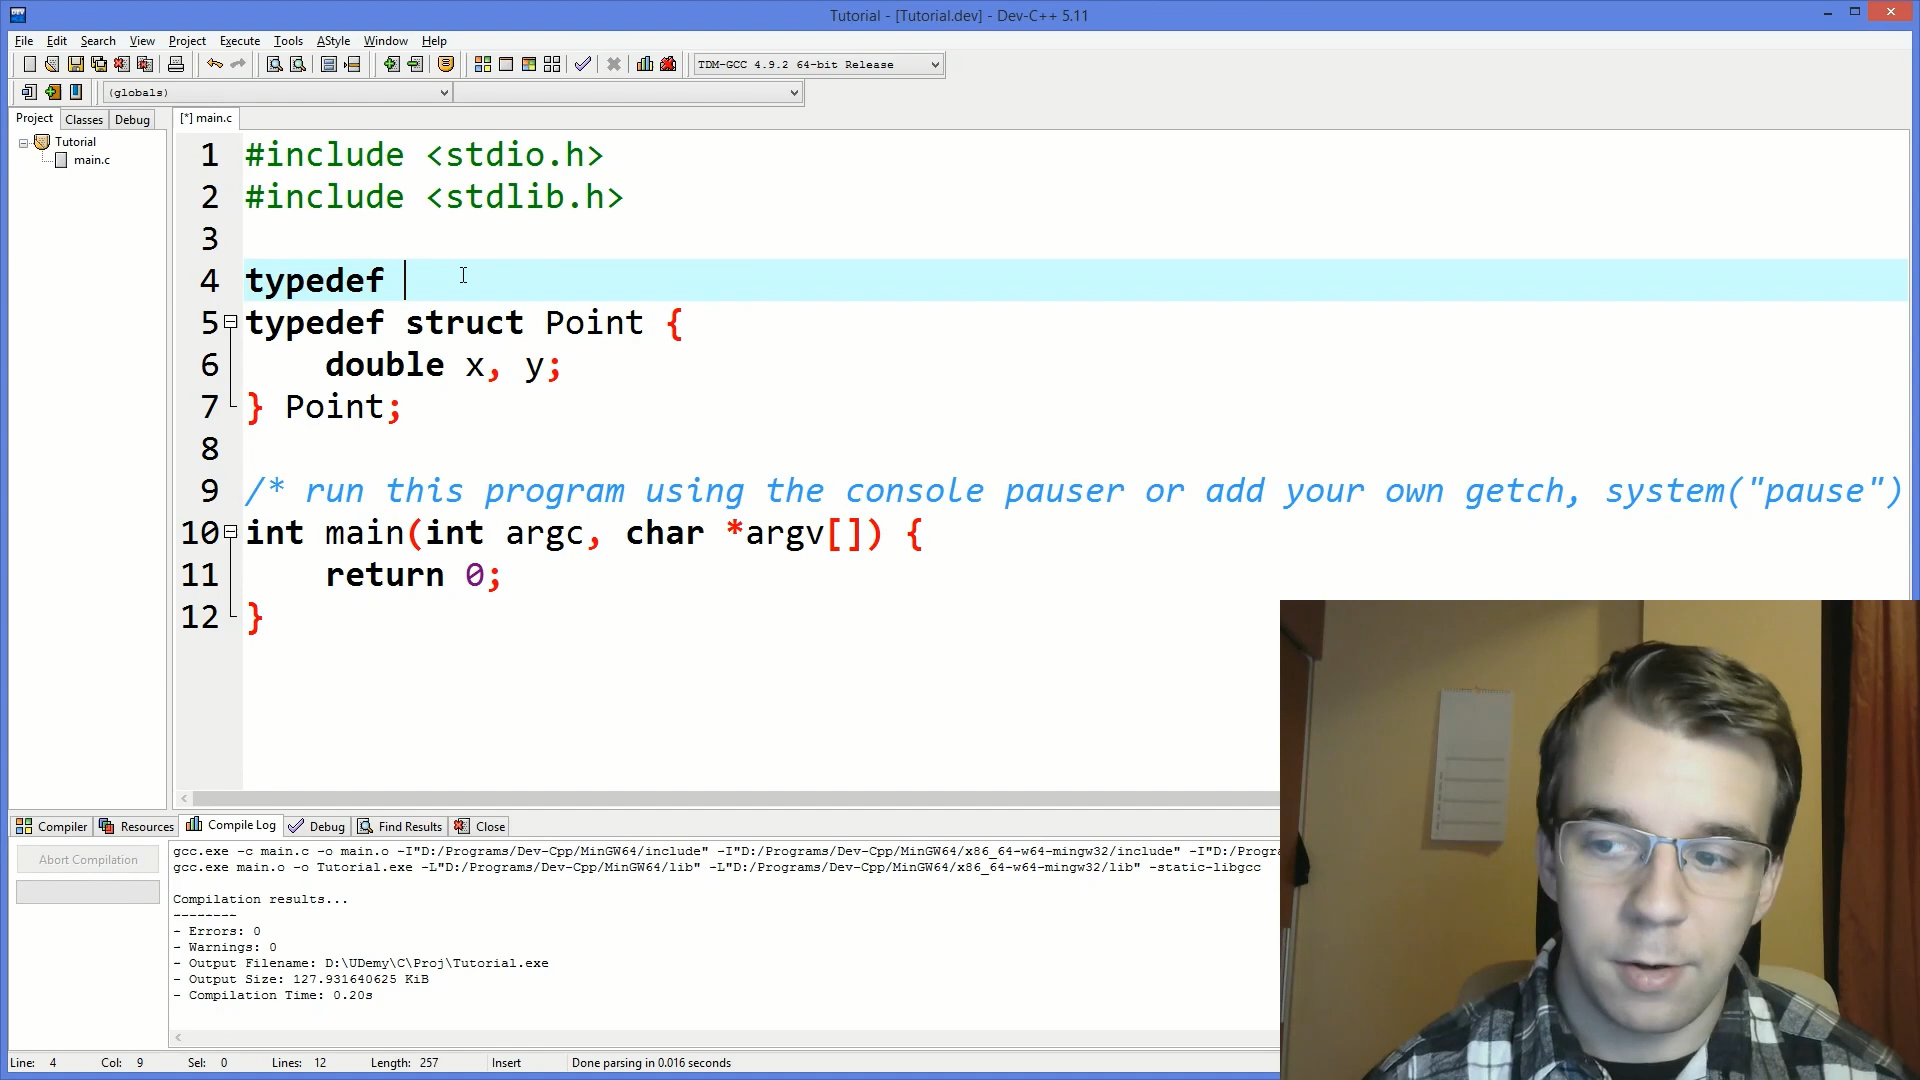 Tutorial - [Tutorial.dev] - Dev-C++ 5.11
File Edit Search View Project Execute Tools AStyle Window Help
TDM-GCC 4.9.2 64-bit Release
(globals)
Project Classes Debug
[*] main.c
Tutorial
main.c
1 #include <stdio.h>
2 #include <stdlib.h>
3
4 typedef
5 typedef struct Point {
6 double x, y;
7 } Point;
8
9 /* run this program using the console pauser or add your own getch, system("pause")
10 int main(int argc, char *argv[]) {
11 return 0;
12 }
Compiler Resources Compile Log Debug Find Results Close
Abort Compilation
gcc.exe -c main.c -o main.o -I"D:/Programs/Dev-Cpp/MinGW64/include" -I"D:/Programs/Dev-Cpp/MinGW64/x86_64-w64-mingw32/include" -I"D:/Progra
gcc.exe main.o -o Tutorial.exe -L"D:/Programs/Dev-Cpp/MinGW64/lib" -L"D:/Programs/Dev-Cpp/MinGW64/x86_64-w64-mingw32/lib" -static-libgcc
Compilation results...
--------
- Errors: 0
- Warnings: 0
- Output Filename: D:\UDemy\C\Proj\Tutorial.exe
- Output Size: 127.931640625 KiB
- Compilation Time: 0.20s
Line: 4 Col: 9 Sel: 0 Lines: 12 Length: 257 Insert Done parsing in 0.016 seconds